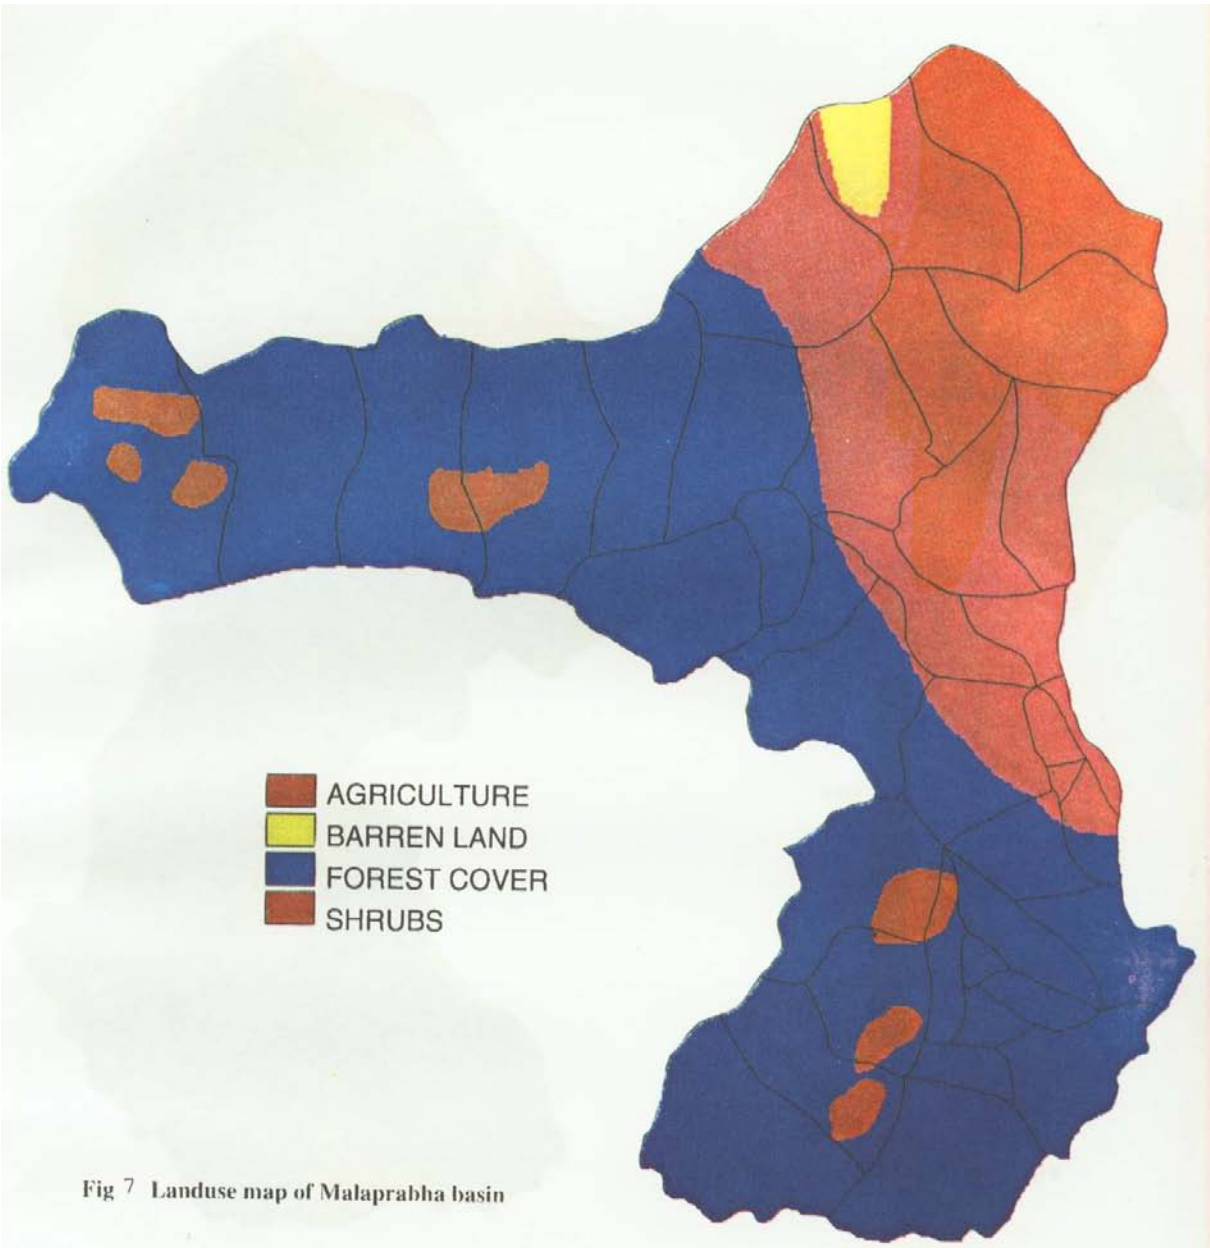 AGRICULTURE
BARREN LAND
FOREST COVER
SHRUBS
Fig 7 Landuse map of Malaprabha basin